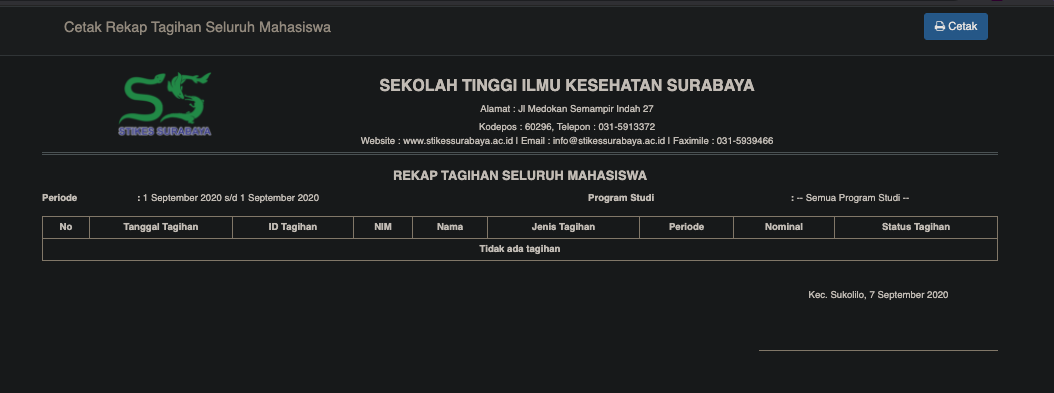 Cetak Rekap Tagihan Seluruh Mahasiswa
Cetak
STIKES SURABAYA
SEKOLAH TINGGI ILMU KESEHATAN SURABAYA
Alamat : Jl Medokan Semampir Indah 27
Kodepos : 60296, Telepon : 031-5913372
Website : www.stikessurabaya.ac.id | Email : info@stikessurabaya.ac.id | Faximile : 031-5939466
REKAP TAGIHAN SELURUH MAHASISWA
Periode : 1 September 2020 s/d 1 September 2020 Program Studi : -- Semua Program Studi --
No Tanggal Tagihan ID Tagihan NIM Nama Jenis Tagihan Periode Nominal Status Tagihan
Tidak ada tagihan
Kec. Sukolilo, 7 September 2020